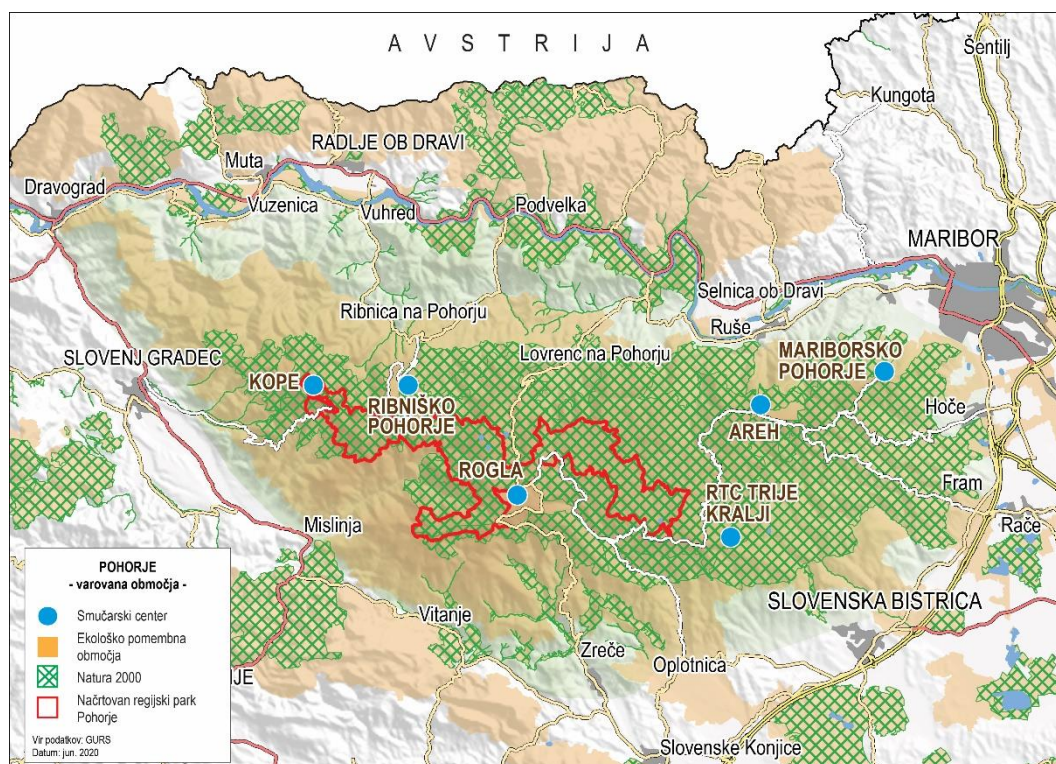 AVSTRIJA
Šentilj
Kungota
RADLJE OB DRAVI
Muta
Dravograd
Vuzenica
Vuhred
Podvelka
MARIBOR
Selnica ob Dravi
Ribnica na Pohorju
Ruše
Lovrenc na Pohorju
SLOVENJ GRADEC
KOPE
RIBNIŠKO
POHORJE
MARIBORSKO
POHORJE
AREH
Hoče
ROGLA
RTC TRIJE
KRALJI
Fram
Rače
Mislinja
SLOVENSKA BISTRICA
Vitanje
Zreče
Oplotnica
Slovenske Konjice
JE
POHORJE
- varovana območja -
Smučarski center
Ekološko pomembna
območja
Natura 2000
Načrtovan regijski park
Pohorje
Vir podatkov: GURS
Datum: jun. 2020